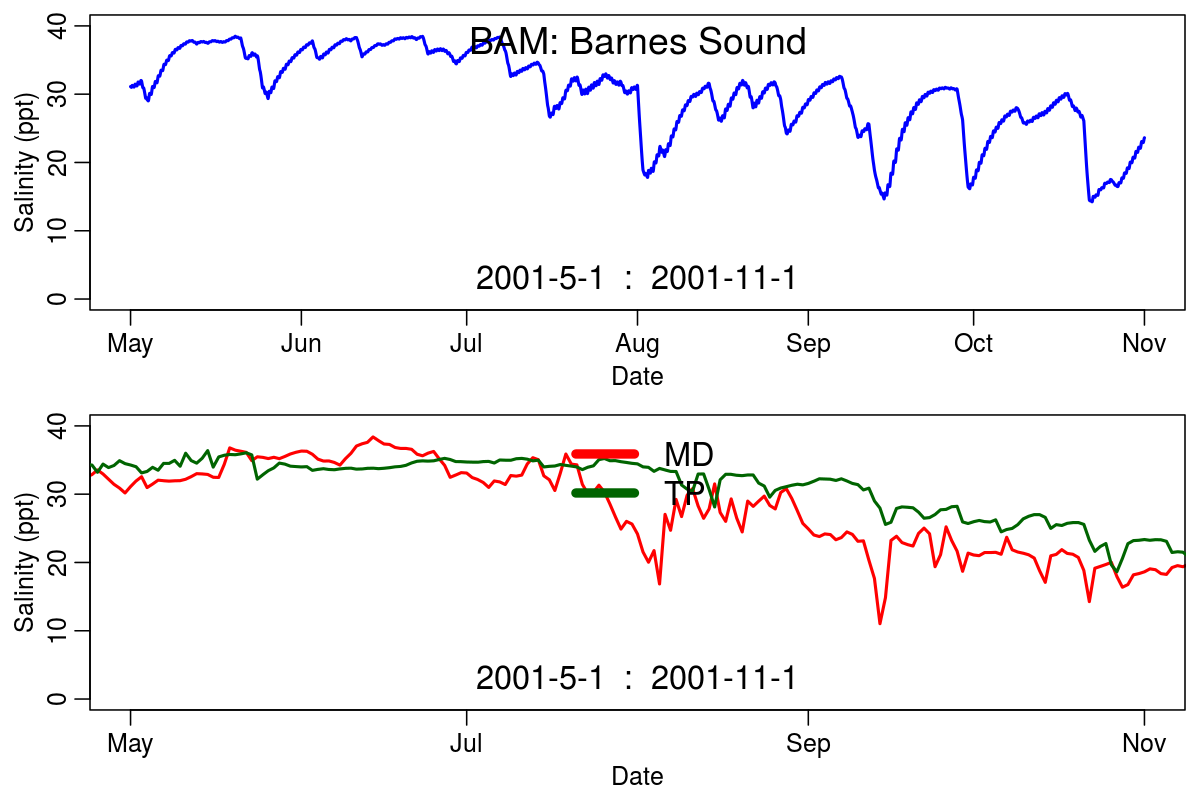 BAM: Barnes Sound
40
30
20
10
0
Salinity (ppt)
2001-5-1 : 2001-11-1
May Jun Jul Aug Sep Oct Nov
Date
40
30
20
10
0
Salinity (ppt)
MD
TP
2001-5-1 : 2001-11-1
May Jul Sep Nov
Date